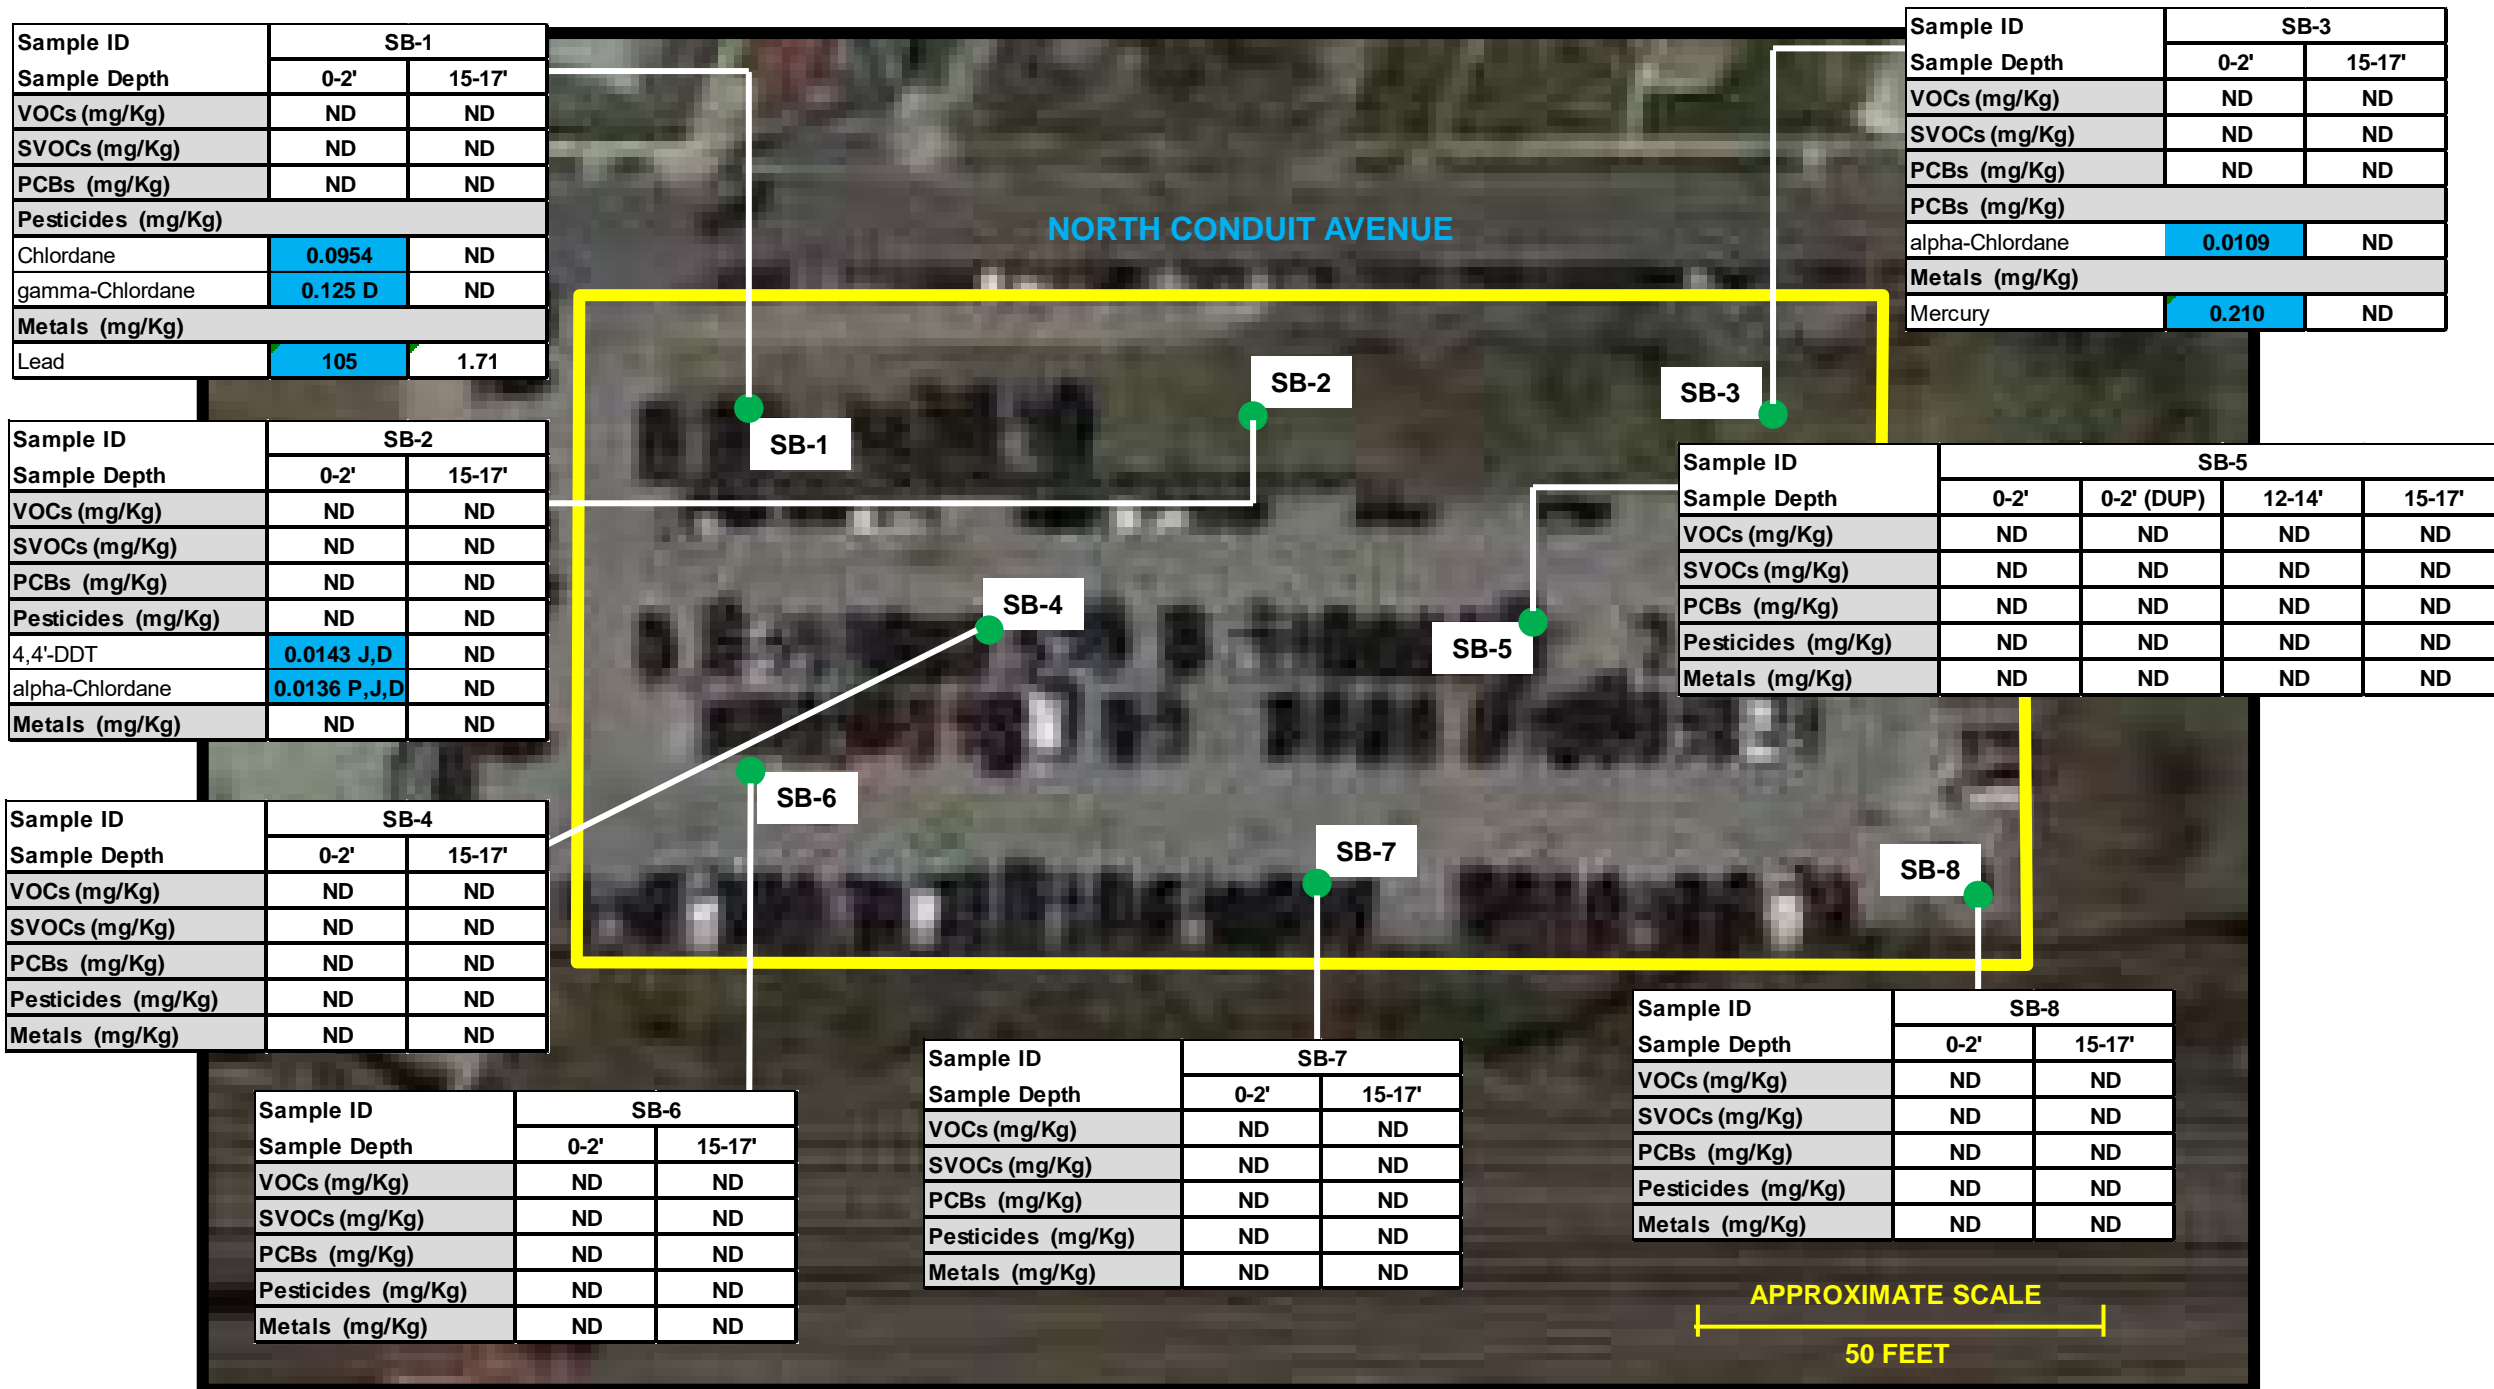 Sample ID SB-1
Sample Depth 0-2' 15-17'
VOCs (mg/Kg) ND ND
SVOCs (mg/Kg) ND ND
PCBs (mg/Kg) ND ND
Pesticides (mg/Kg)
Chlordane 0.0954 ND
gamma-Chlordane 0.125 D ND
Metals (mg/Kg)
Lead 105 1.71
Sample ID SB-3
Sample Depth 0-2' 15-17'
VOCs (mg/Kg) ND ND
SVOCs (mg/Kg) ND ND
PCBs (mg/Kg) ND ND
PCBs (mg/Kg)
alpha-Chlordane 0.0109 ND
Metals (mg/Kg)
Mercury 0.210 ND
NORTH CONDUIT AVENUE
SB-1
SB-2
SB-3
Sample ID SB-2
Sample Depth 0-2' 15-17'
VOCs (mg/Kg) ND ND
SVOCs (mg/Kg) ND ND
PCBs (mg/Kg) ND ND
Pesticides (mg/Kg) ND ND
4,4'-DDT 0.0143 J,D ND
alpha-Chlordane 0.0136 P,J,D ND
Metals (mg/Kg) ND ND
Sample ID SB-5
Sample Depth 0-2' 0-2' (DUP) 12-14' 15-17'
VOCs (mg/Kg) ND ND ND ND
SVOCs (mg/Kg) ND ND ND ND
PCBs (mg/Kg) ND ND ND ND
Pesticides (mg/Kg) ND ND ND ND
Metals (mg/Kg) ND ND ND ND
SB-4
SB-5
SB-6
SB-7
SB-8
Sample ID SB-4
Sample Depth 0-2' 15-17'
VOCs (mg/Kg) ND ND
SVOCs (mg/Kg) ND ND
PCBs (mg/Kg) ND ND
Pesticides (mg/Kg) ND ND
Metals (mg/Kg) ND ND
Sample ID SB-6
Sample Depth 0-2' 15-17'
VOCs (mg/Kg) ND ND
SVOCs (mg/Kg) ND ND
PCBs (mg/Kg) ND ND
Pesticides (mg/Kg) ND ND
Metals (mg/Kg) ND ND
Sample ID SB-7
Sample Depth 0-2' 15-17'
VOCs (mg/Kg) ND ND
SVOCs (mg/Kg) ND ND
PCBs (mg/Kg) ND ND
Pesticides (mg/Kg) ND ND
Metals (mg/Kg) ND ND
Sample ID SB-8
Sample Depth 0-2' 15-17'
VOCs (mg/Kg) ND ND
SVOCs (mg/Kg) ND ND
PCBs (mg/Kg) ND ND
Pesticides (mg/Kg) ND ND
Metals (mg/Kg) ND ND
APPROXIMATE SCALE
50 FEET